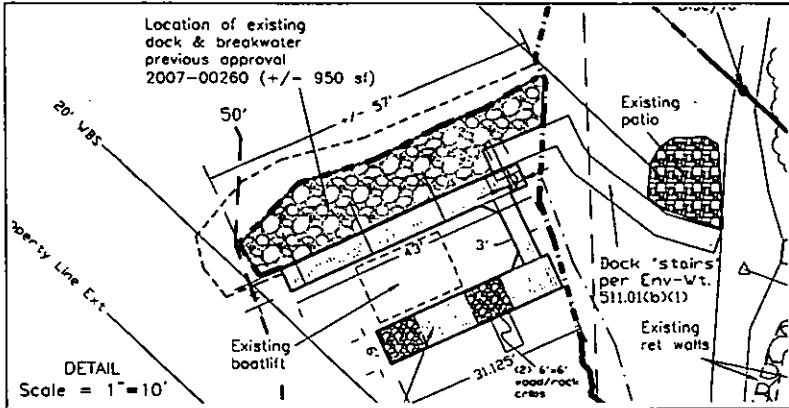 Location of existing
dock & breakwater
previous approval
2007-00260 (+/- 950 sf)
50'
+/- 57'
20' WBS
Existing
patio
43'
3'
Dock 'stairs'
per Env-Wt.
511.01(b)(1)
Property Line Ext
Existing
boatlift
6'
31.125'
(2) 6'x6'
wood/rock
cribs
Existing
ret walls
DETAIL
Scale = 1"=10'